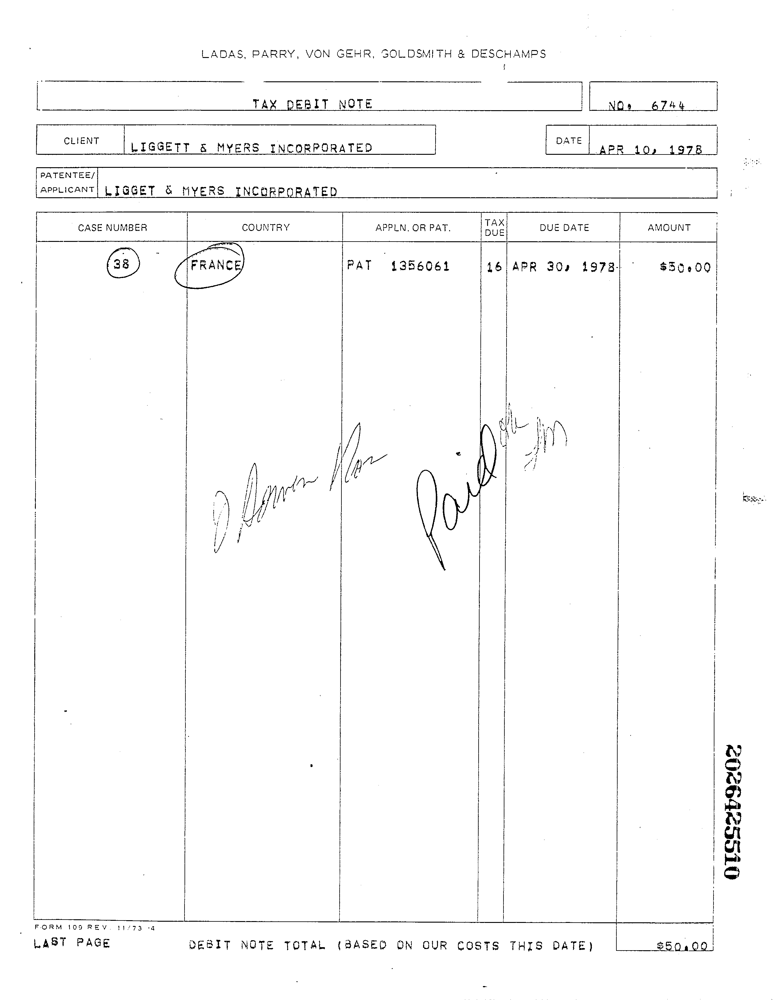 LADAS, PARRY, VON GEHR, GOLDSMITH & DESCHAMPS
TAX DEBIT NOTE NO. 6744
CLIENT LIGGETT & MYERS INCORPORATED DATE APR 10, 1978
PATENTEE/
APPLICANT LIGGET & MYERS INCORPORATED
CASE NUMBER COUNTRY APPLN. OR PAT. TAX DUE DUE DATE AMOUNT
38 FRANCE PAT 1356061 16 APR 30, 1978 $50.00
Paid
2026425510
FORM 109 REV. 11/73 -4
LAST PAGE DEBIT NOTE TOTAL (BASED ON OUR COSTS THIS DATE) $50.00